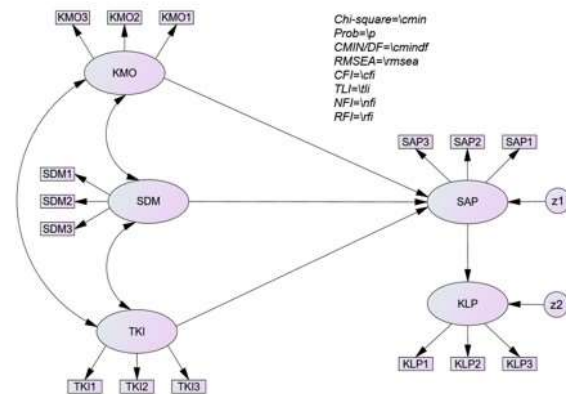 KMO3 KMO2 KMO1
KMO
Chi-square=\cmin
Prob=\p
CMIN/DF=\cmindf
RMSEA=\rmsea
CFI=\cfi
TLI=\tli
NFI=\nfi
RFI=\rfi
SDM1
SDM2
SDM3
SDM
SAP3 SAP2 SAP1
SAP
z1
TKI
TKI1 TKI2 TKI3
KLP
z2
KLP1 KLP2 KLP3